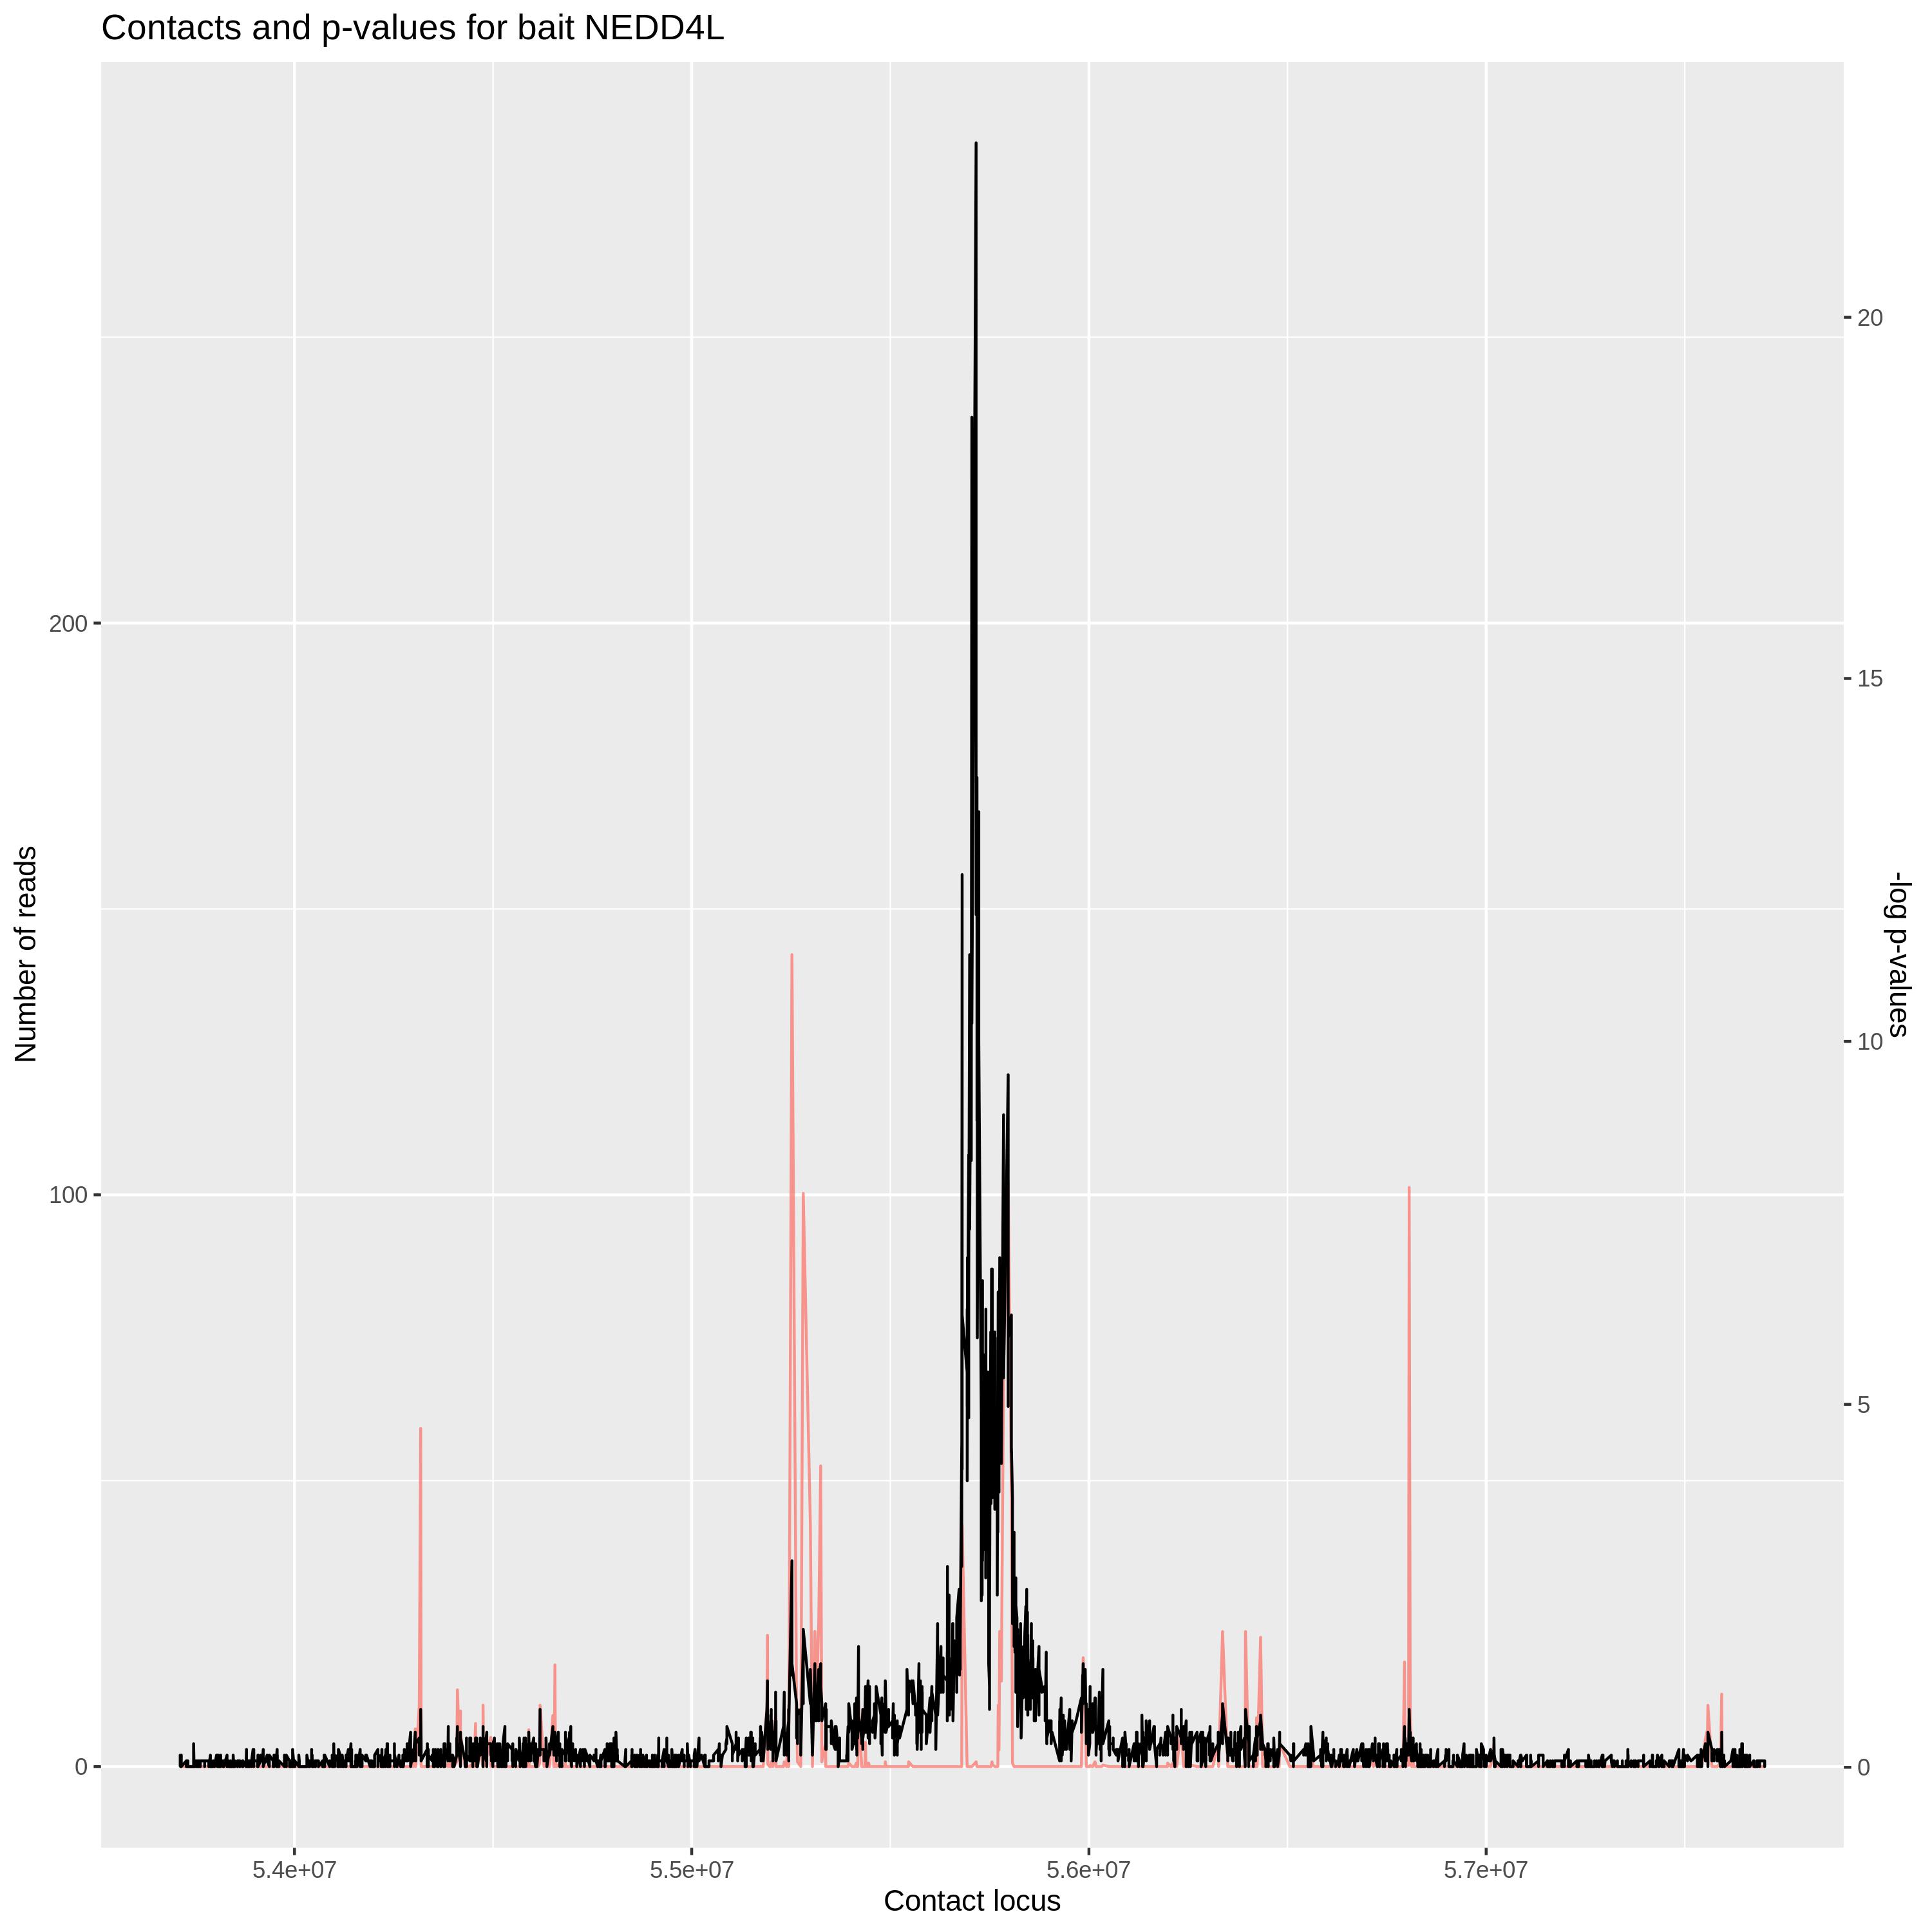 Contacts and p-values for bait NEDD4L
Number of reads
200
100
0
20
15
10
5
0
-log p-values
5.4e+07
5.5e+07
5.6e+07
5.7e+07
Contact locus